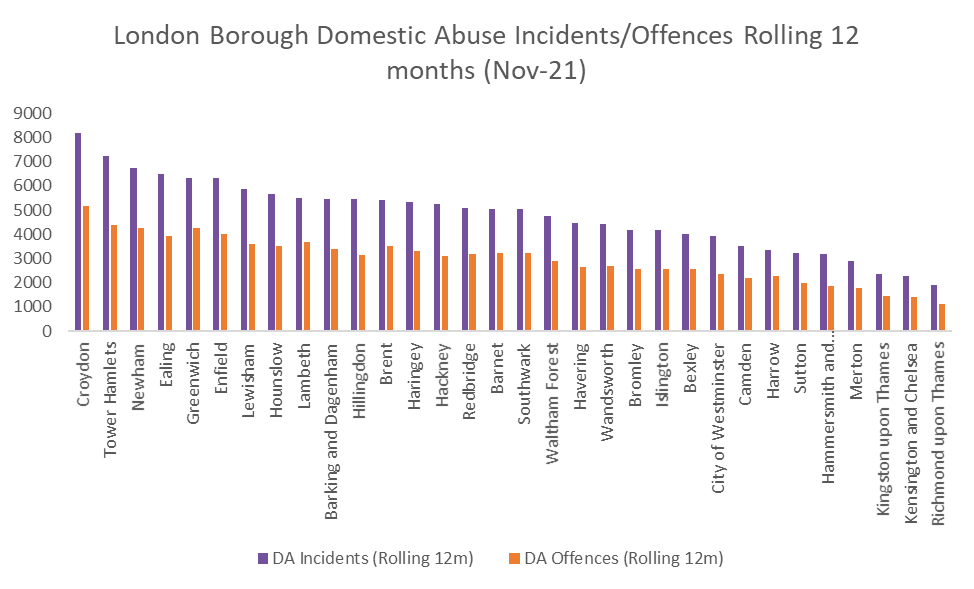 London Borough Domestic Abuse Incidents/Offences Rolling 12
months (Nov-21)
9000
8000
7000
6000
5000
4000
3000
2000
1000
0
Croydon
Tower Hamlets
Newham
Ealing
Greenwich
Enfield
Lewisham
Hounslow
Lambeth
Barking and Dagenham
Hillingdon
Brent
Haringey
Hackney
Redbridge
Barnet
Southwark
Waltham Forest
Havering
Wandsworth
Bromley
Islington
Bexley
City of Westminster
Camden
Harrow
Sutton
Hammersmith and...
Merton
Kingston upon Thames
Kensington and Chelsea
Richmond upon Thames
DA Incidents (Rolling 12m)
DA Offences (Rolling 12m)